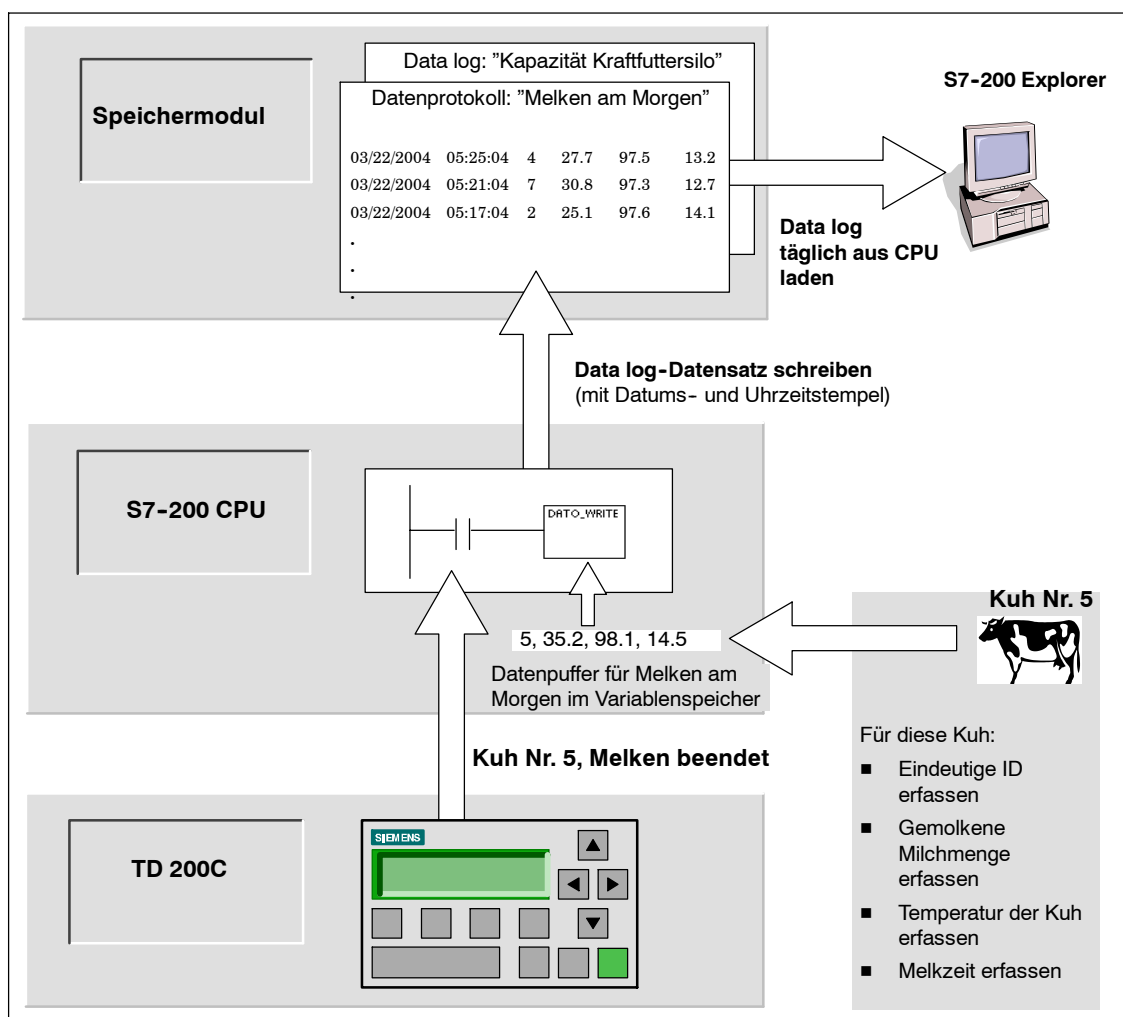 Data log: ”Kapazität Kraftfuttersilo”
Datenprotokoll: ”Melken am Morgen”
S7-200 Explorer
Speichermodul
03/22/2004 05:25:04 4 27.7 97.5 13.2
03/22/2004 05:21:04 7 30.8 97.3 12.7
03/22/2004 05:17:04 2 25.1 97.6 14.1
.
.
.
Data log
täglich aus CPU
laden
Data log-Datensatz schreiben
(mit Datums- und Uhrzeitstempel)
S7-200 CPU
DATO_WRITE
5, 35.2, 98.1, 14.5
Datenpuffer für Melken am
Morgen im Variablenspeicher
Kuh Nr. 5
Für diese Kuh:
■ Eindeutige ID
erfassen
■ Gemolkene
Milchmenge
erfassen
■ Temperatur der Kuh
erfassen
■ Melkzeit erfassen
Kuh Nr. 5, Melken beendet
TD 200C
SIEMENS